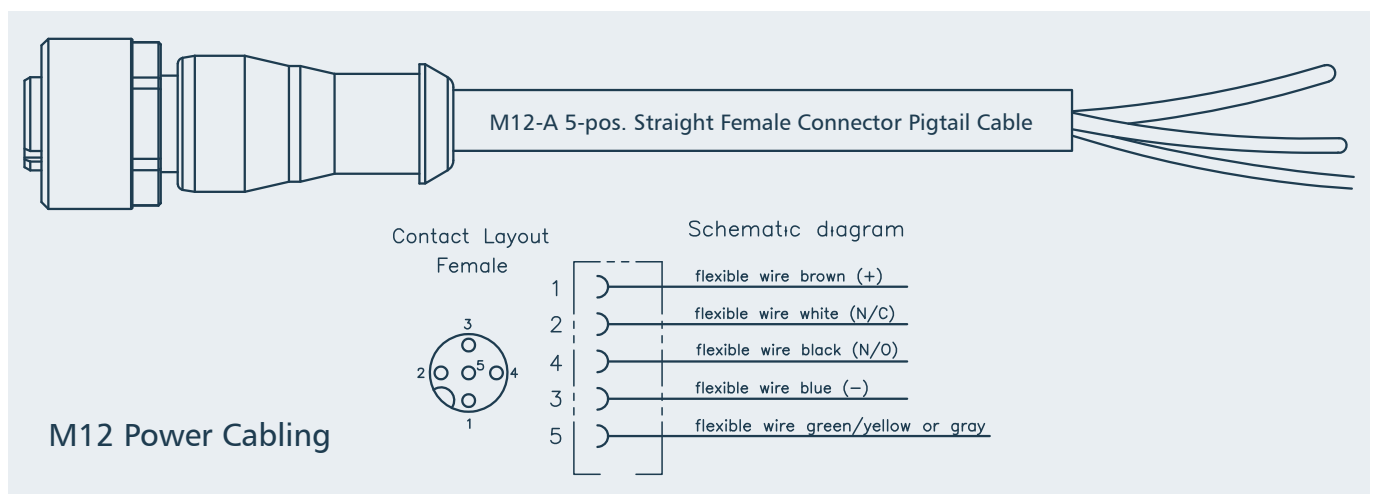 M12-A 5-pos. Straight Female Connector Pigtail Cable
Contact Layout
Female
Schematic diagram
1 flexible wire brown (+)
2 flexible wire white (N/C)
4 flexible wire black (N/O)
3 flexible wire blue (−)
5 flexible wire green/yellow or gray
3
2 5 4
1
M12 Power Cabling